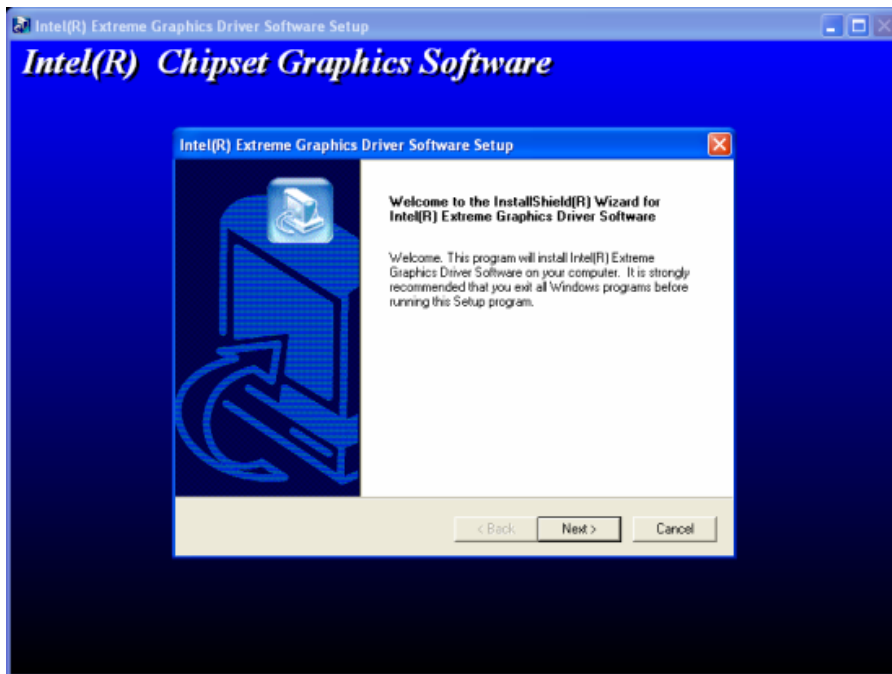 Intel(R) Extreme Graphics Driver Software Setup
Intel(R) Chipset Graphics Software
Intel(R) Extreme Graphics Driver Software Setup
Welcome to the InstallShield(R) Wizard for
Intel(R) Extreme Graphics Driver Software
Welcome. This program will install Intel(R) Extreme
Graphics Driver Software on your computer. It is strongly
recommended that you exit all Windows programs before
running this Setup program.
< Back Next > Cancel